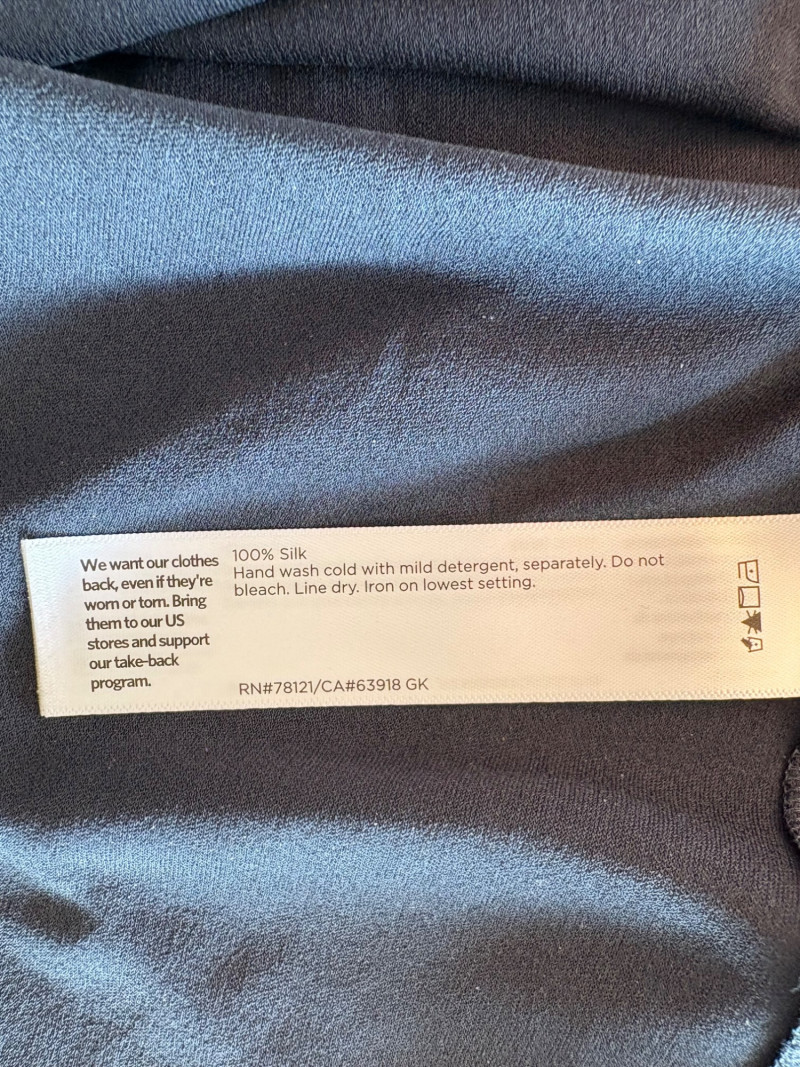 We want our clothes
back, even if they're
worn or torn. Bring
them to our US
stores and support
our take-back
program.
100% Silk
Hand wash cold with mild detergent, separately. Do not
bleach. Line dry. Iron on lowest setting.
RN#78121/CA#63918 GK